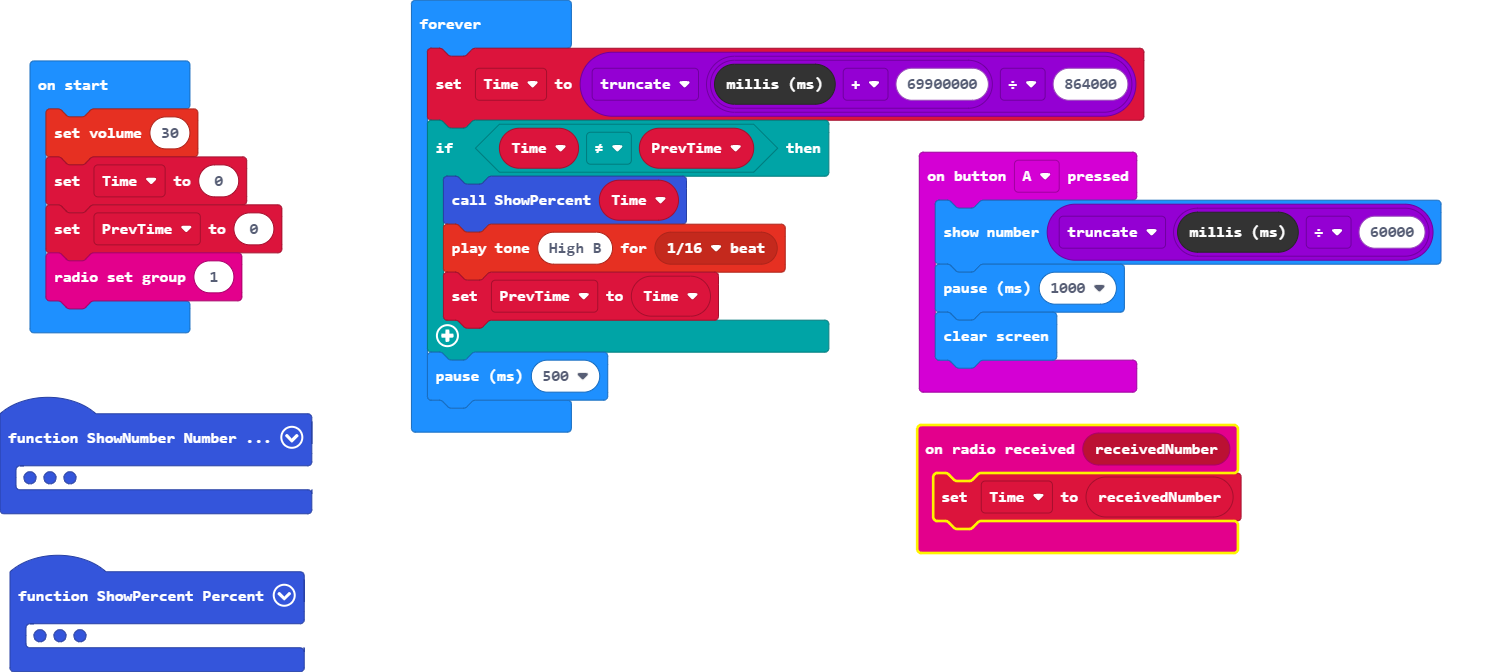 on start
set volume 30
set Time to 0
set PrevTime to 0
radio set group 1
function ShowNumber Number ...
function ShowPercent Percent
forever
set Time to truncate millis (ms) + 69900000 ÷ 864000
if Time ≠ PrevTime then
call ShowPercent Time
play tone High B for 1/16 beat
set PrevTime to Time
pause (ms) 500
on button A pressed
show number truncate millis (ms) ÷ 60000
pause (ms) 1000
clear screen
on radio received receivedNumber
set Time to receivedNumber